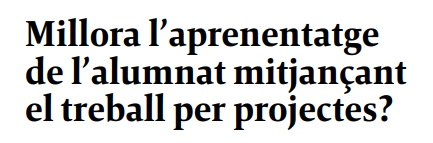 Millora l’aprenentatge
de l’alumnat mitjançant
el treball per projectes?